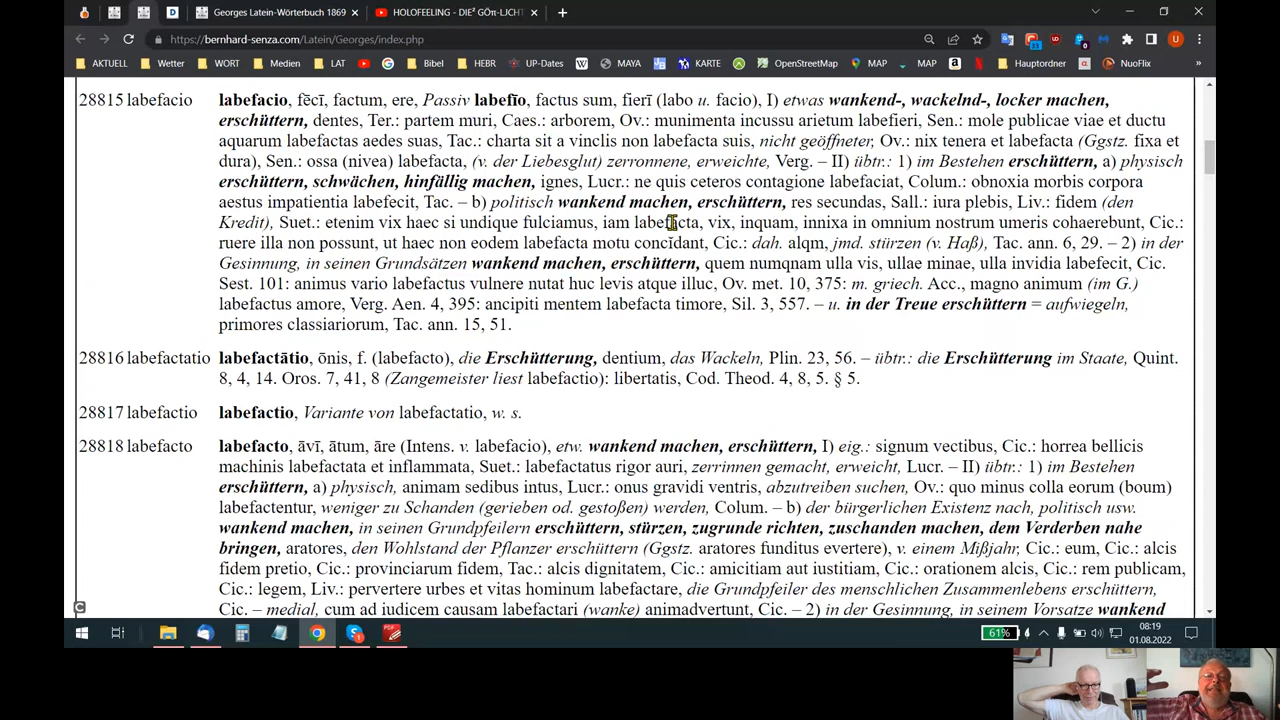 Georges Latein-Wörterbuch 1869
HOLOFEELING - DIE² GÖπ-LJCHT
https://bernhard-senza.com/Latein/Georges/index.php
AKTUELL Wetter WORT Medien LAT Bibel HEBR UP-Dates MAYA KARTE OpenStreetMap MAP MAP Hauptordner NuoFlix
28815 labefacio labefacio, fēcī, factum, ere, Passiv labefīo, factus sum, fierī (labo u. facio), I) etwas wankend-, wackelnd-, locker machen,
erschüttern, dentes, Ter.: partem muri, Caes.: arborem, Ov.: munimenta incussu arietum labefieri, Sen.: mole publicae viae et ductu
aquarum labefactas aedes suas, Tac.: charta sit a vinclis non labefacta suis, nicht geöffneter, Ov.: nix tenera et labefacta (Ggstz. fixa et
dura), Sen.: ossa (nivea) labefacta, (v. der Liebesglut) zerronnene, erweichte, Verg. – II) übtr.: 1) im Bestehen erschüttern, a) physisch
erschüttern, schwächen, hinfällig machen, ignes, Lucr.: ne quis ceteros contagione labefaciat, Colum.: obnoxia morbis corpora
aestus impatientia labefecit, Tac. – b) politisch wankend machen, erschüttern, res secundas, Sall.: iura plebis, Liv.: fidem (den
Kredit), Suet.: etenim vix haec si undique fulciamus, iam labefacta, vix, inquam, innixa in omnium nostrum umeris cohaerebunt, Cic.:
ruere illa non possunt, ut haec non eodem labefacta motu concĭdant, Cic.: dah. alqm, jmd. stürzen (v. Haß), Tac. ann. 6, 29. – 2) in der
Gesinnung, in seinen Grundsätzen wankend machen, erschüttern, quem numqnam ulla vis, ullae minae, ulla invidia labefecit, Cic.
Sest. 101: animus vario labefactus vulnere nutat huc levis atque illuc, Ov. met. 10, 375: m. griech. Acc., magno animum (im G.)
labefactus amore, Verg. Aen. 4, 395: ancipiti mentem labefacta timore, Sil. 3, 557. – u. in der Treue erschüttern = aufwiegeln,
primores classiariorum, Tac. ann. 15, 51.
28816 labefactatio labefactātio, ōnis, f. (labefacto), die Erschütterung, dentium, das Wackeln, Plin. 23, 56. – übtr.: die Erschütterung im Staate, Quint.
8, 4, 14. Oros. 7, 41, 8 (Zangemeister liest labefactio): libertatis, Cod. Theod. 4, 8, 5. § 5.
28817 labefactio labefactio, Variante von labefactatio, w. s.
28818 labefacto labefacto, āvī, ātum, āre (Intens. v. labefacio), etw. wankend machen, erschüttern, I) eig.: signum vectibus, Cic.: horrea bellicis
machinis labefactata et inflammata, Suet.: labefactatus rigor auri, zerrinnen gemacht, erweicht, Lucr. – II) übtr.: 1) im Bestehen
erschüttern, a) physisch, animam sedibus intus, Lucr.: onus gravidi ventris, abzutreiben suchen, Ov.: quo minus colla eorum (boum)
labefactentur, weniger zu Schanden (gerieben od. gestoßen) werden, Colum. – b) der bürgerlichen Existenz nach, politisch usw.
wankend machen, in seinen Grundpfeilern erschüttern, stürzen, zugrunde richten, zuschanden machen, dem Verderben nahe
bringen, aratores, den Wohlstand der Pflanzer erschüttern (Ggstz. aratores funditus evertere), v. einem Mißjahr, Cic.: eum, Cic.: alcis
fidem pretio, Cic.: provinciarum fidem, Tac.: alcis dignitatem, Cic.: amicitiam aut iustitiam, Cic.: orationem alcis, Cic.: rem publicam,
Cic.: legem, Liv.: pervertere urbes et vitas hominum labefactare, die Grundpfeiler des menschlichen Zusammenlebens erschüttern,
Cic. – medial, cum ad iudicem causam labefactari (wanke) animadvertunt, Cic. – 2) in der Gesinnung, in seinem Vorsatze wankend
61%
08:19
01.08.2022